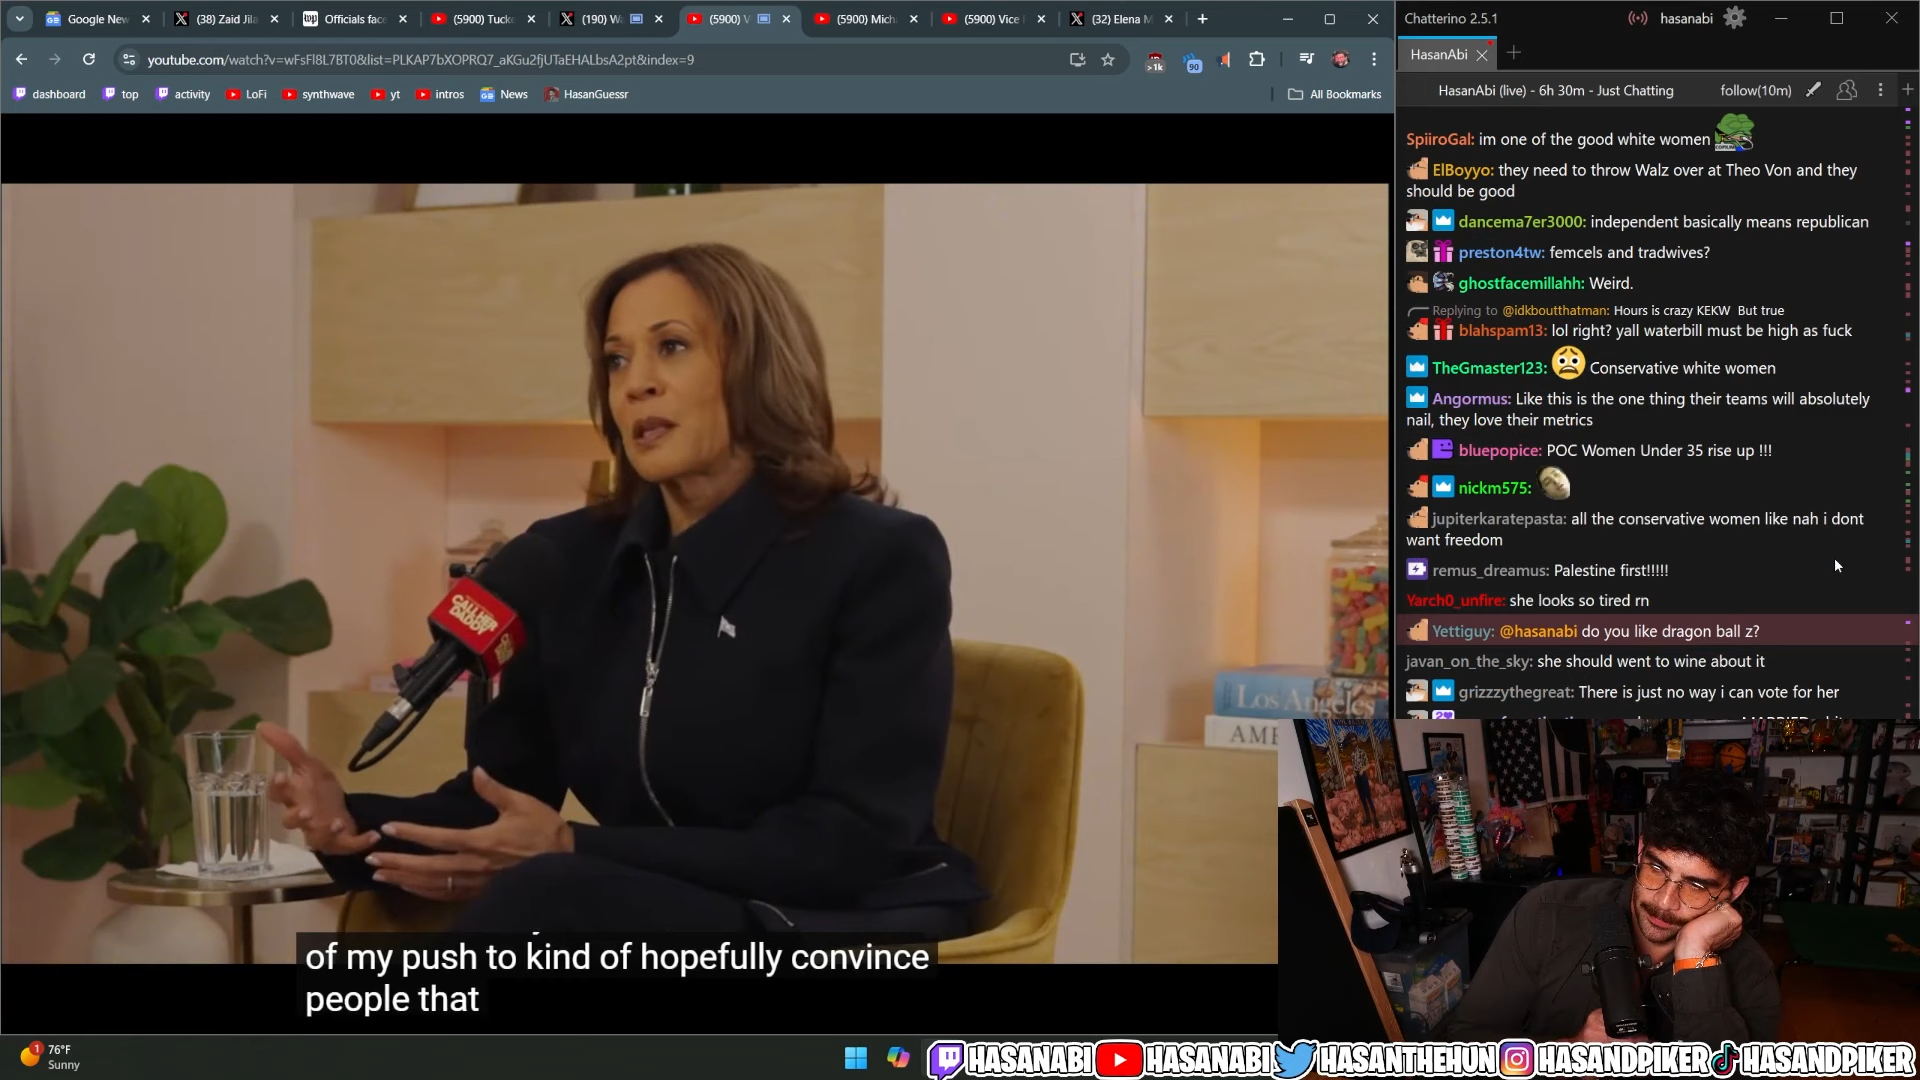 Google New
(38) Zaid Jila
Officials face
(5900) Tucke
(190) W
(5900) V
(5900) Mich
(5900) Vice
(32) Elena M
youtube.com/watch?v=wFsFl8L7BT0&list=PLKAP7bXOPRQ7_aKGu2fjUTaEHALbsA2pt&index=9
>1k
90
dashboard
top
activity
LoFi
synthwave
yt
intros
News
HasanGuessr
All Bookmarks
CALL HER
DADDY
Los Angeles
of my push to kind of hopefully convince
people that
Chatterino 2.5.1
hasanabi
HasanAbi
HasanAbi (live) - 6h 30m - Just Chatting
follow(10m)
SpiiroGal: im one of the good white women
ElBoyyo: they need to throw Walz over at Theo Von and they
should be good
dancema7er3000: independent basically means republican
preston4tw: femcels and tradwives?
ghostfacemillahh: Weird.
Replying to @idkboutthatman: Hours is crazy KEKW But true
blahspam13: lol right? yall waterbill must be high as fuck
TheGmaster123: Conservative white women
Angormus: Like this is the one thing their teams will absolutely
nail, they love their metrics
bluepopice: POC Women Under 35 rise up !!!
nickm575:
jupiterkaratepasta: all the conservative women like nah i dont
want freedom
remus_dreamus: Palestine first!!!!!
Yarch0_unfire: she looks so tired rn
Yettiguy: @hasanabi do you like dragon ball z?
javan_on_the_sky: she should went to wine about it
grizzzythegreat: There is just no way i can vote for her
1
76°F
Sunny
HASANABI
HASANABI
HASANTHEHUN
HASANDPIKER
HASANDPIKER